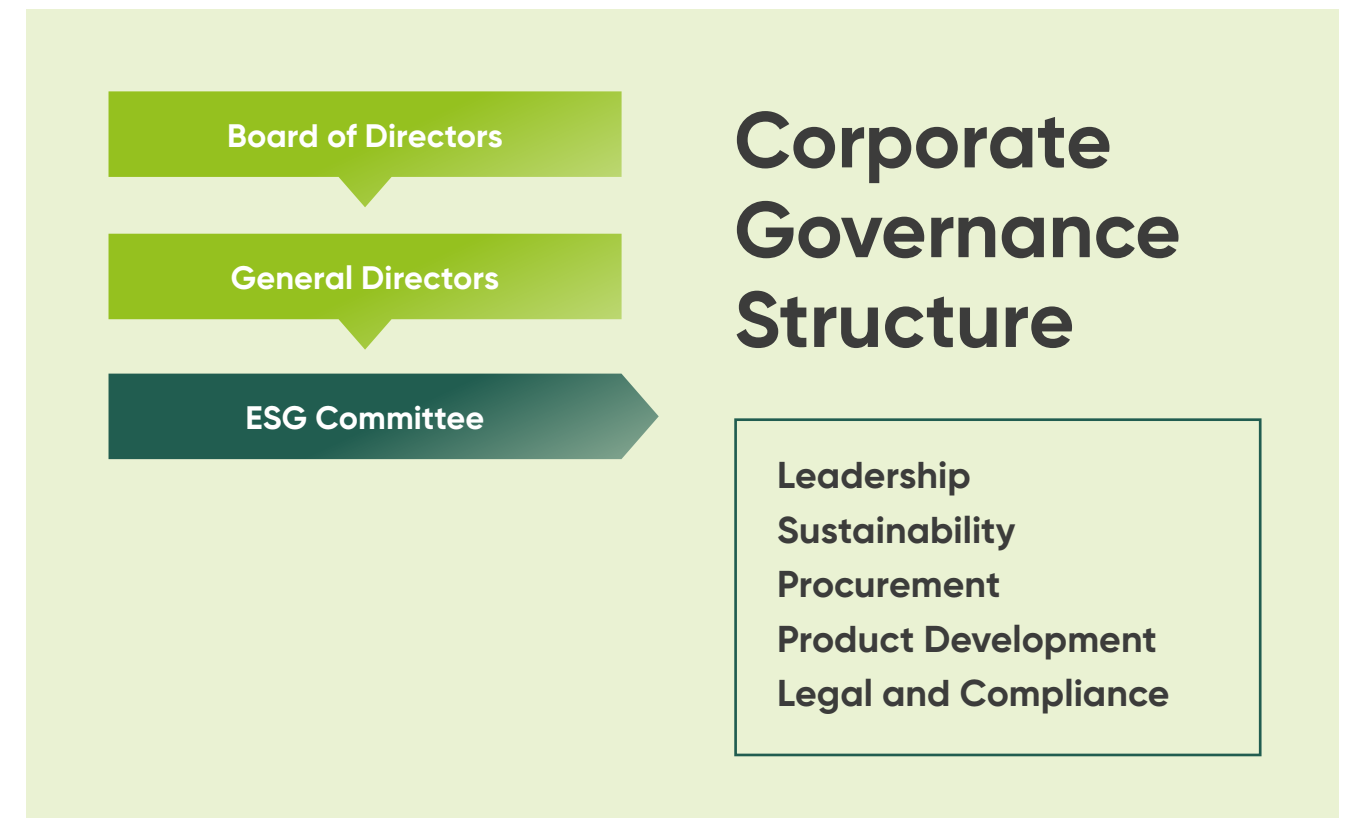 Board of Directors
General Directors
ESG Committee
Corporate
Governance
Structure
Leadership
Sustainability
Procurement
Product Development
Legal and Compliance